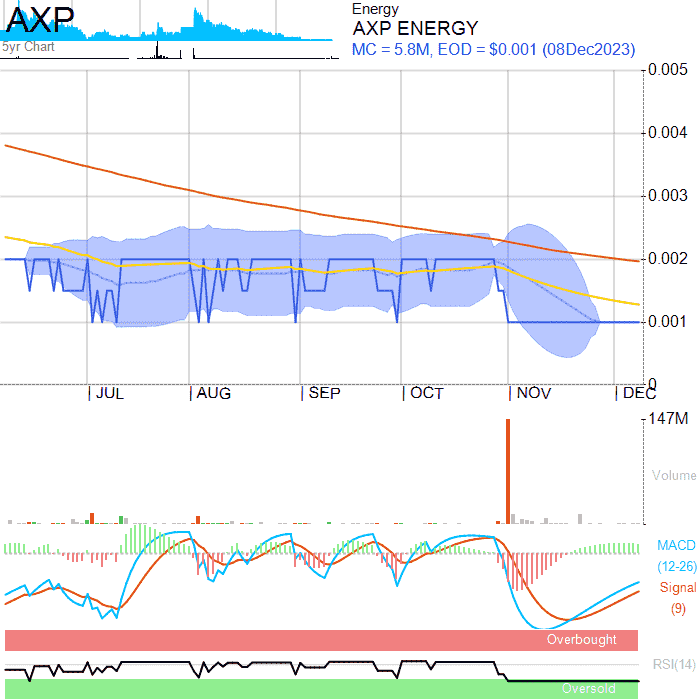 AXP
5yr Chart
Energy
AXP ENERGY
MC = 5.8M, EOD = $0.001 (08Dec2023)
0.005
0.004
0.003
0.002
0.001
0
JUL AUG SEP OCT NOV DEC
147M
Volume
MACD
(12-26)
Signal
(9)
Overbought
RSI(14)
Oversold